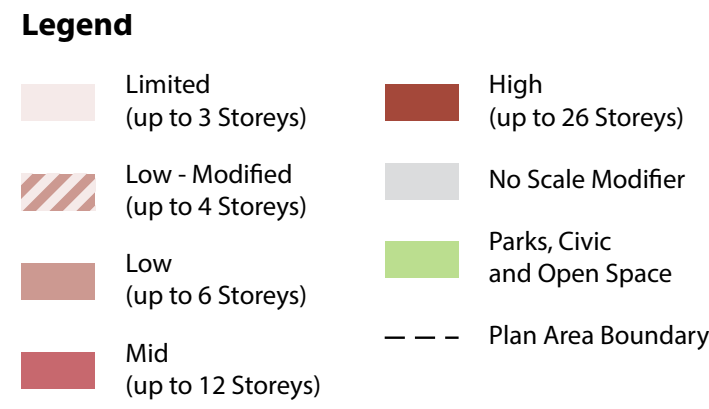 Legend
Limited
(up to 3 Storeys)
Low - Modified
(up to 4 Storeys)
Low
(up to 6 Storeys)
Mid
(up to 12 Storeys)
High
(up to 26 Storeys)
No Scale Modifier
Parks, Civic
and Open Space
Plan Area Boundary